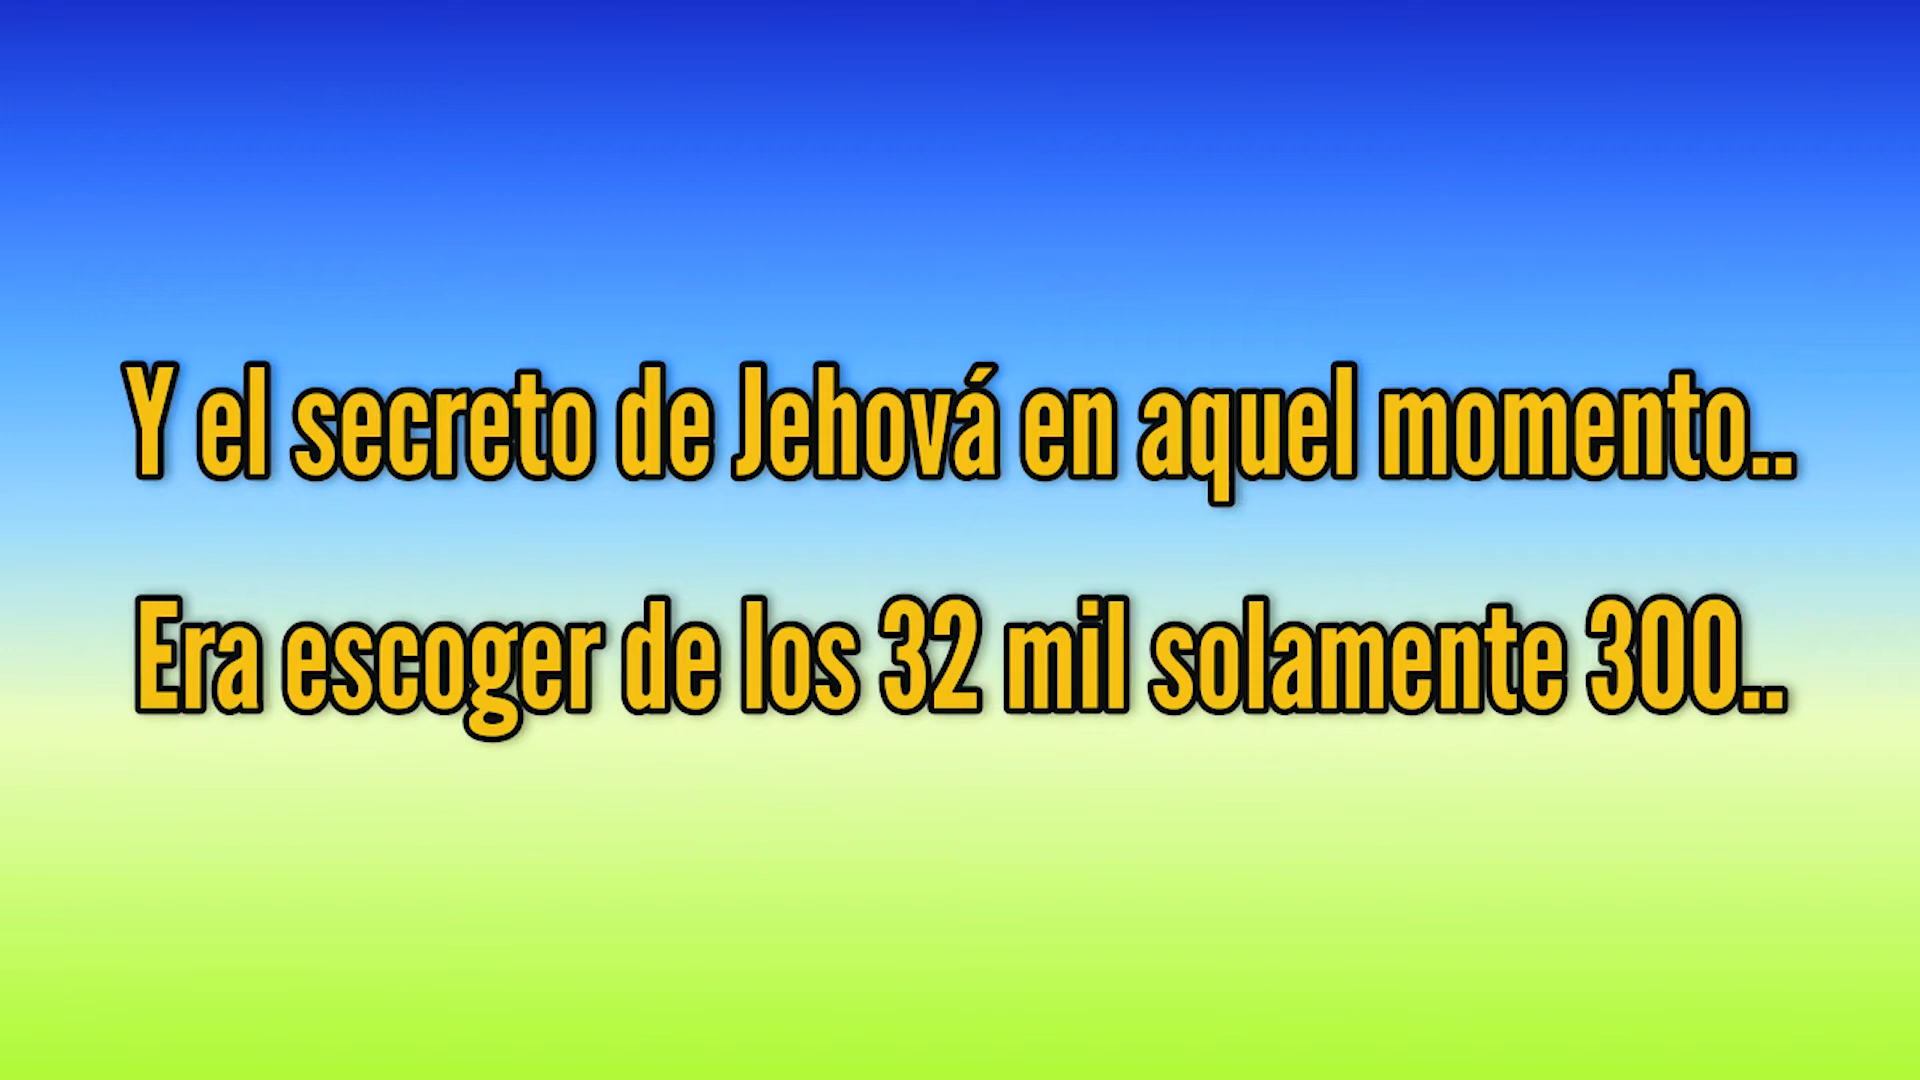 Y el secreto de Jehová en aquel momento..
Era escoger de los 32 mil solamente 300..